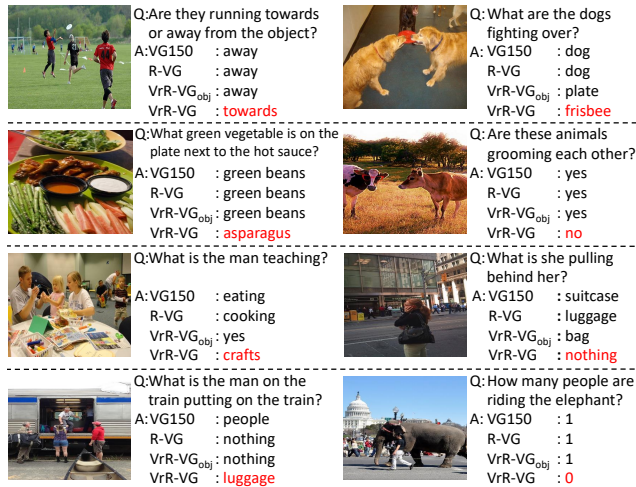 Q:Are they running towards
or away from the object?
A:VG150 : away
R-VG : away
VrR-VGobj : away
VrR-VG : towards
Q:What are the dogs
fighting over?
A:VG150 : dog
R-VG : dog
VrR-VGobj : plate
VrR-VG : frisbee
Q:What green vegetable is on the
plate next to the hot sauce?
A:VG150 : green beans
R-VG : green beans
VrR-VGobj : green beans
VrR-VG : asparagus
Q:Are these animals
grooming each other?
A:VG150 : yes
R-VG : yes
VrR-VGobj : yes
VrR-VG : no
Q:What is the man teaching?
A:VG150 : eating
R-VG : cooking
VrR-VGobj : yes
VrR-VG : crafts
Q:What is she pulling
behind her?
A:VG150 : suitcase
R-VG : luggage
VrR-VGobj : bag
VrR-VG : nothing
Q:What is the man on the
train putting on the train?
A:VG150 : people
R-VG : nothing
VrR-VGobj : nothing
VrR-VG : luggage
Q:How many people are
riding the elephant?
A:VG150 : 1
R-VG : 1
VrR-VGobj : 1
VrR-VG : 0